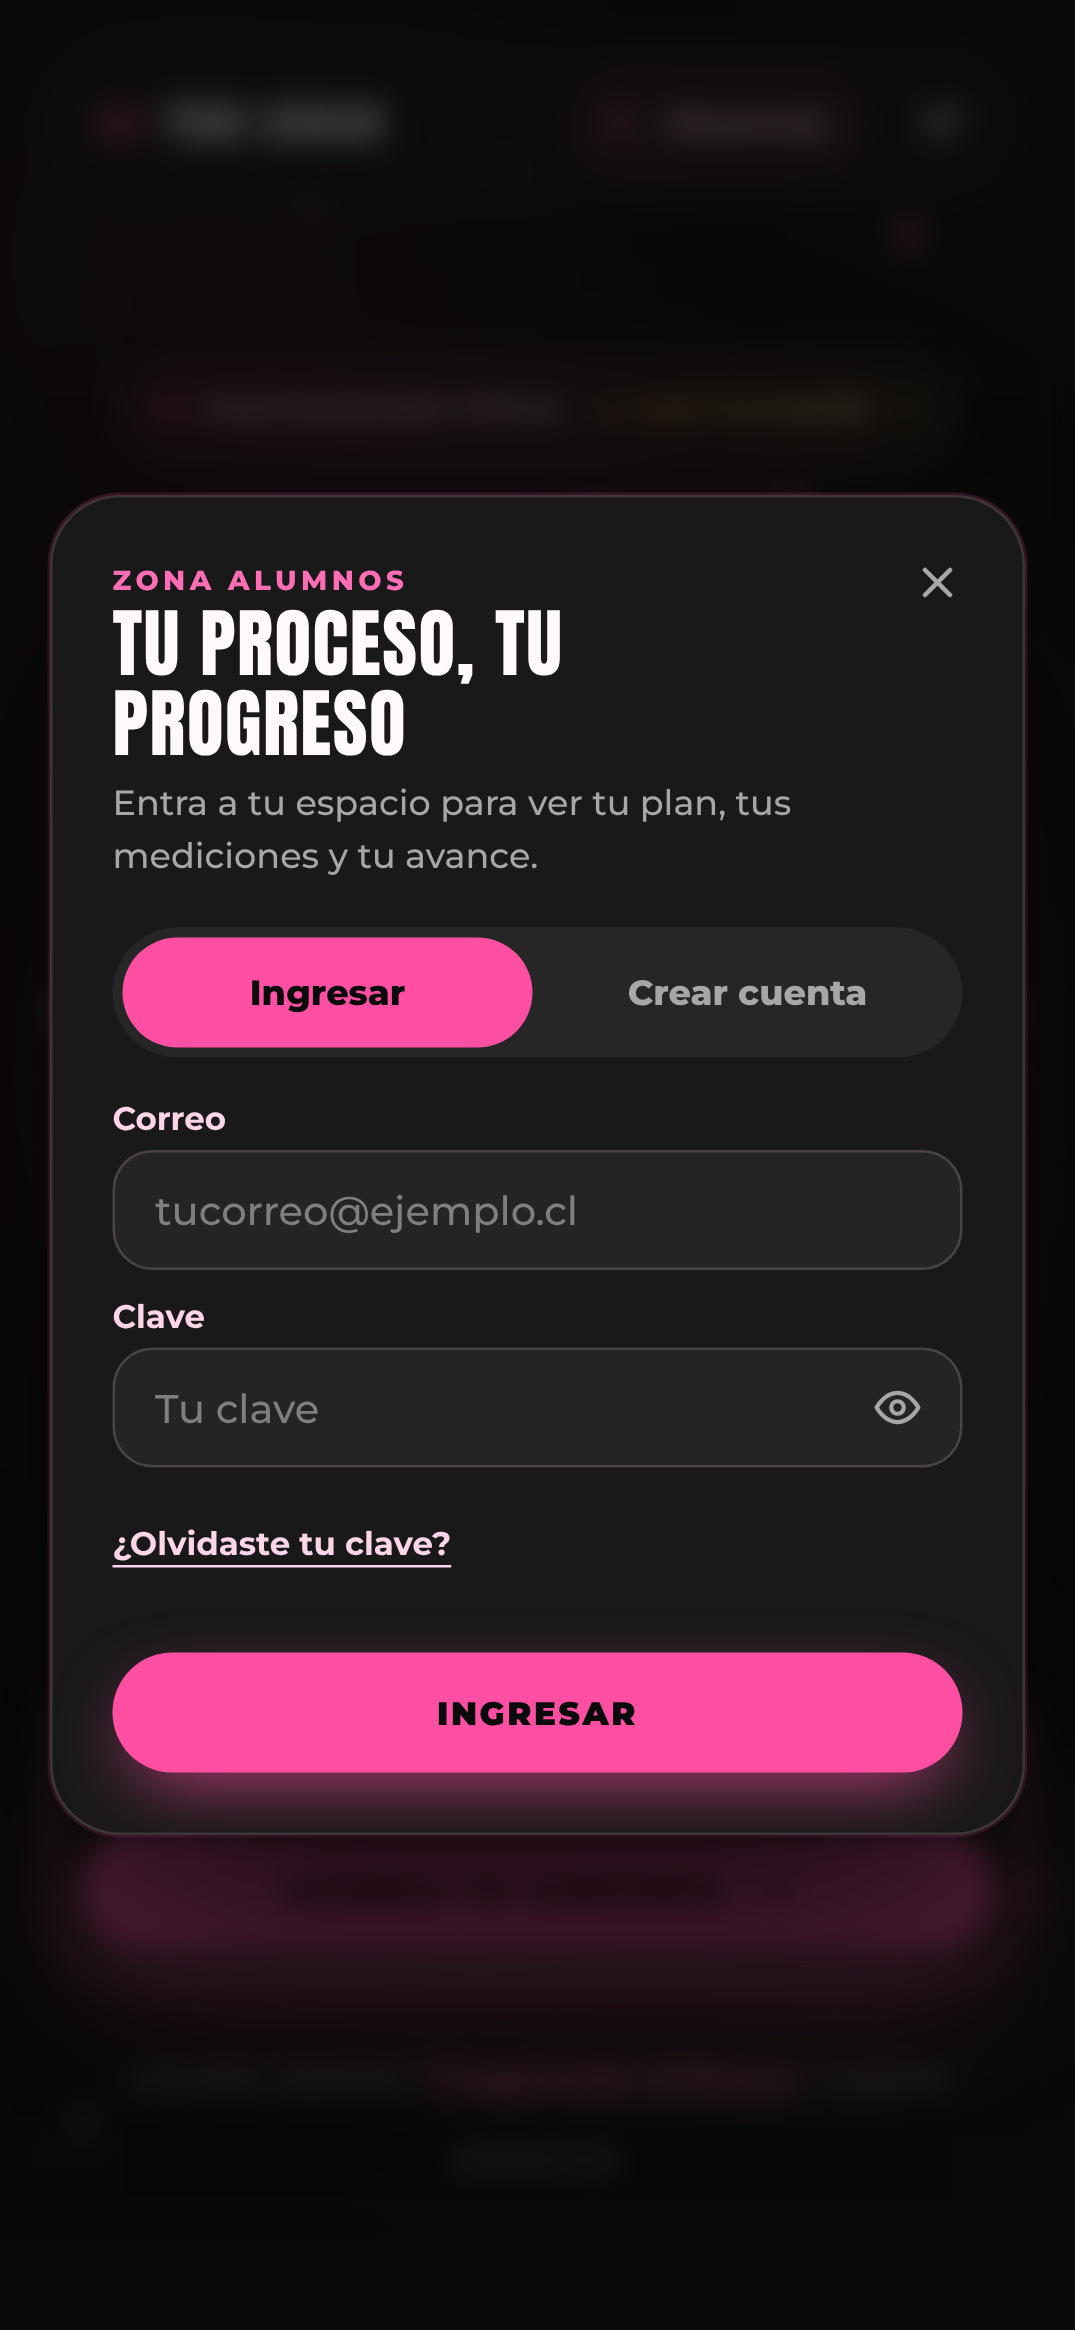 ZONA ALUMNOS
TU PROCESO, TU
PROGRESO
Entra a tu espacio para ver tu plan, tus
mediciones y tu avance.
Ingresar
Crear cuenta
Correo
tucorreo@ejemplo.cl
Clave
Tu clave
¿Olvidaste tu clave?
INGRESAR